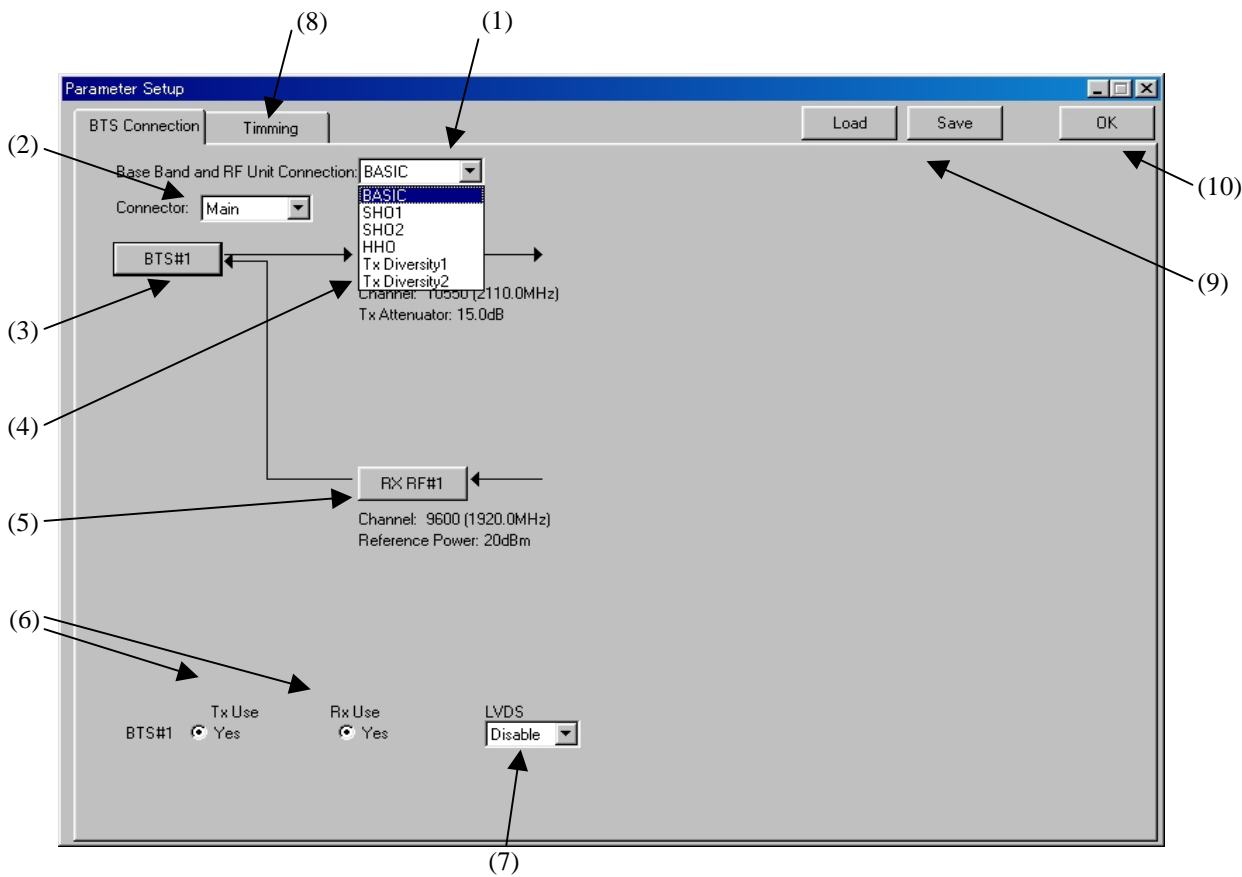 (8) (1)
Parameter Setup
BTS Connection Timming Load Save OK
(2)
Base Band and RF Unit Connection: BASIC
(10)
Connector: Main
BASIC
SHO1
SHO2
HHO
Tx Diversity1
Tx Diversity2
BTS#1
(9)
Channel: 10550 (2110.0MHz)
(3)
Tx Attenuator: 15.0dB
(4)
RX RF#1
(5)
Channel: 9600 (1920.0MHz)
Reference Power: 20dBm
(6)
Tx Use Rx Use LVDS
BTS#1 Yes Yes Disable
(7)